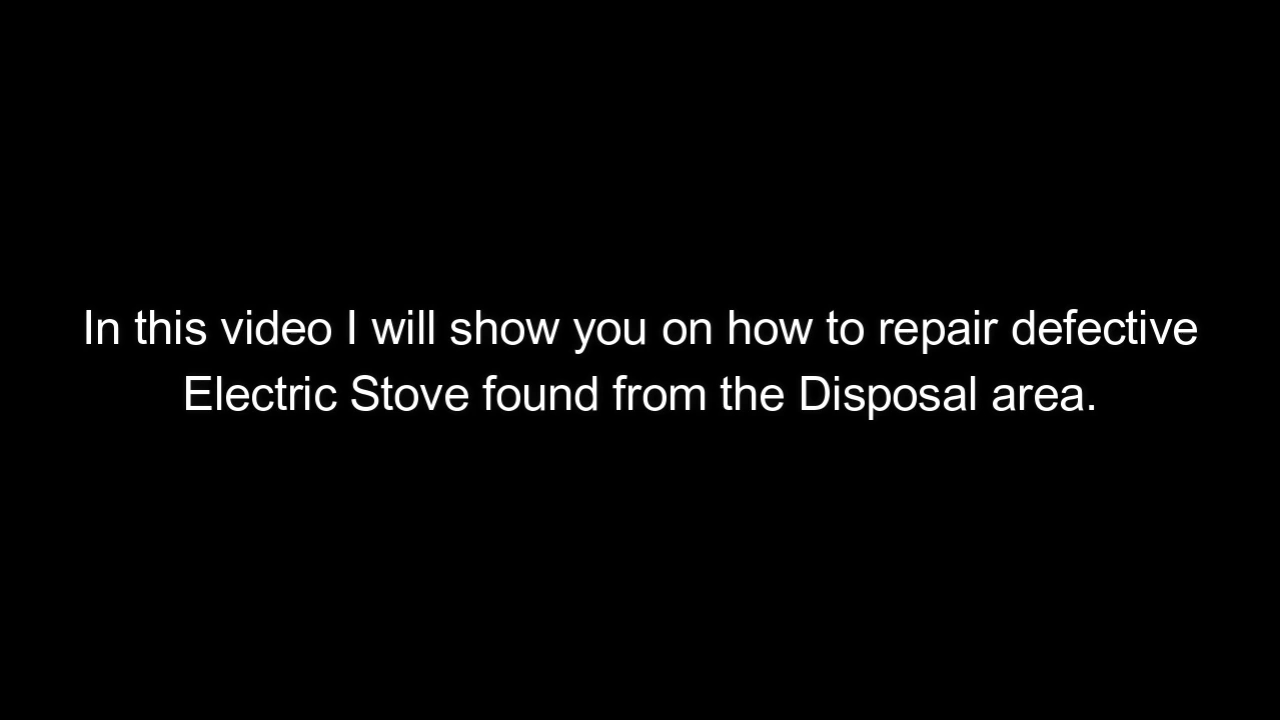 In this video I will show you on how to repair defective
Electric Stove found from the Disposal area.